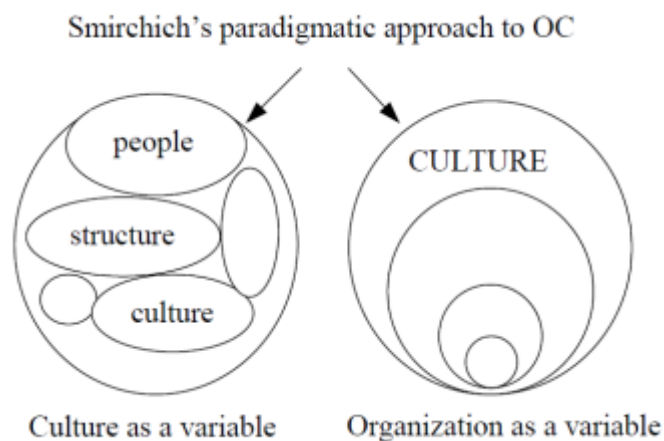 Smirchich's paradigmatic approach to OC
people
CULTURE
structure
culture
Culture as a variable
Organization as a variable